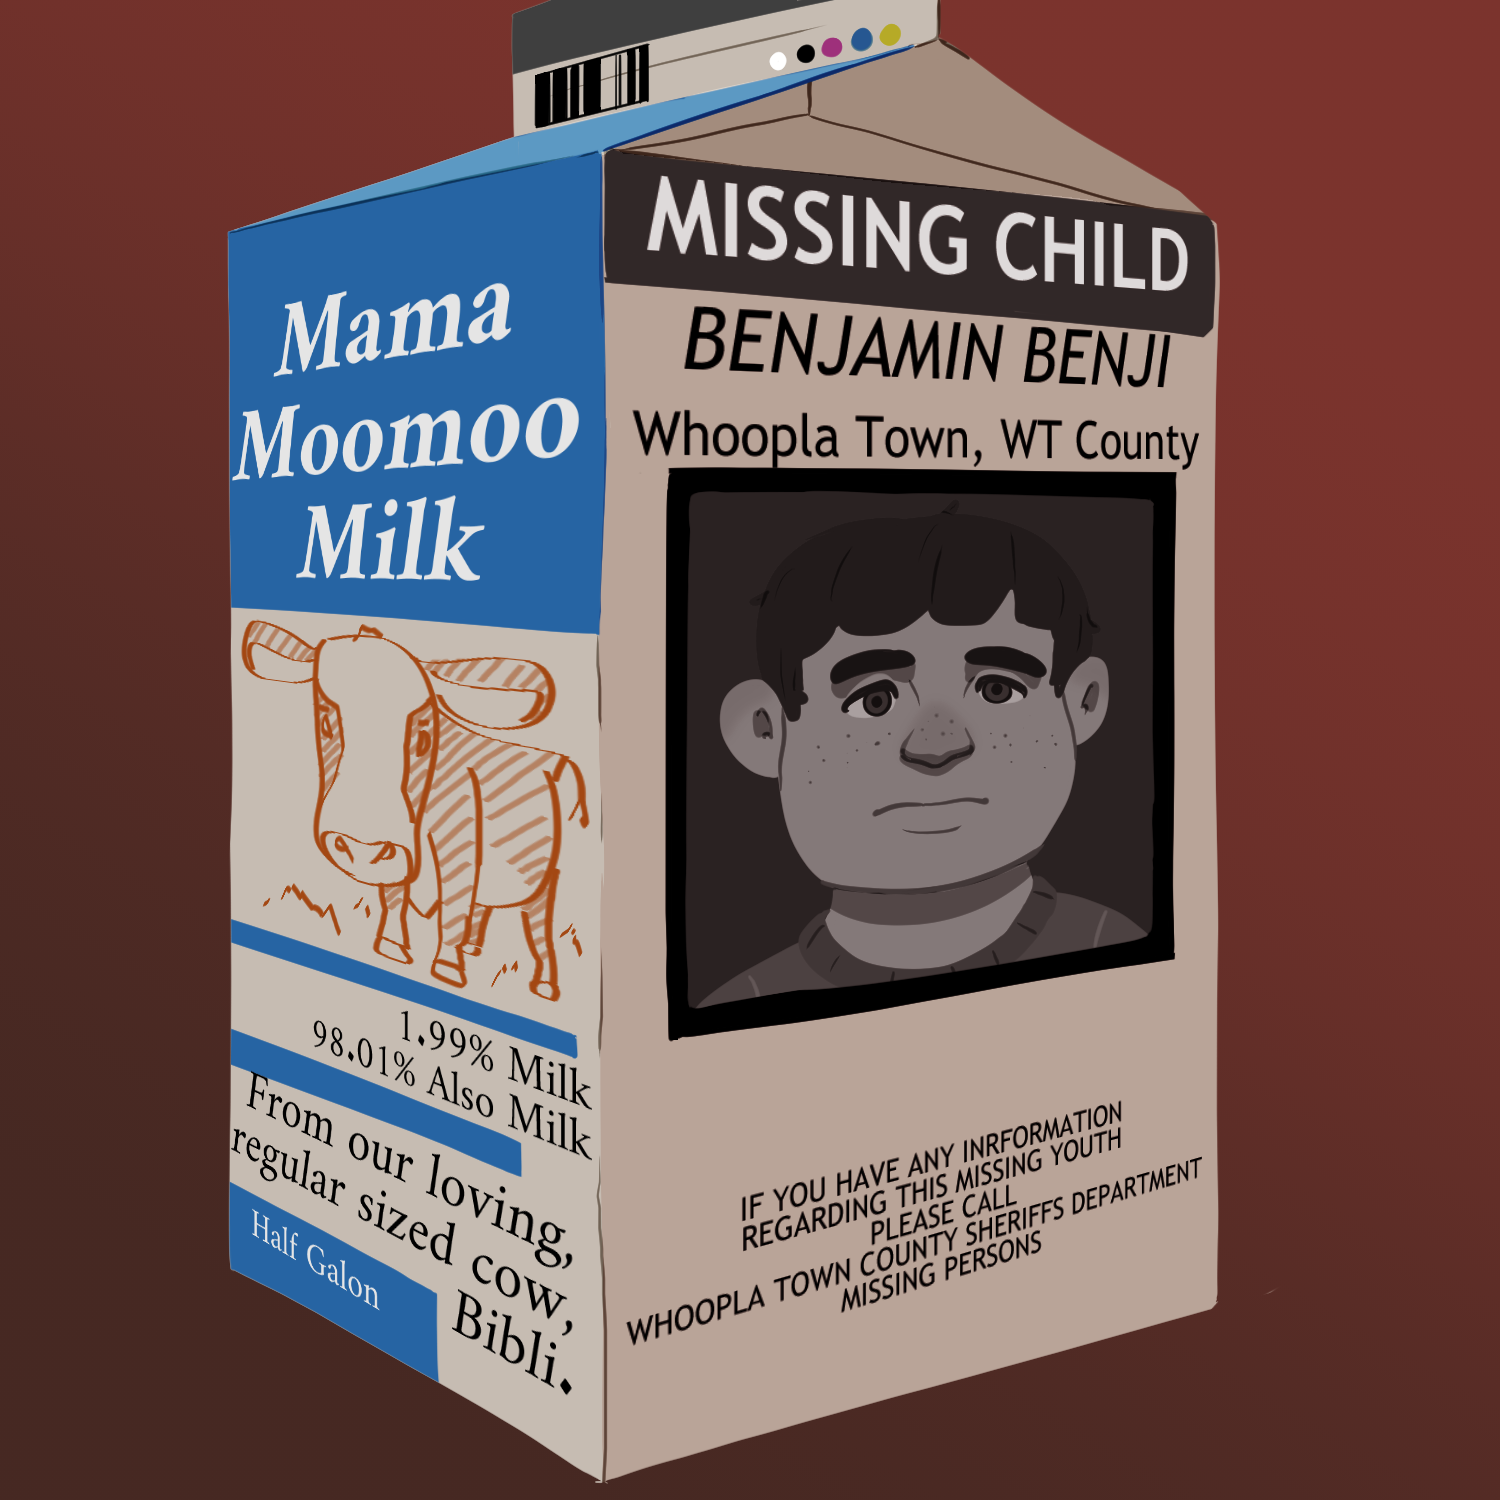 Mama
Moomoo
Milk
1.99% Milk
98.01% Also Milk
From our loving,
regular sized cow,
Bibli.
Half Galon
MISSING CHILD
BENJAMIN BENJI
Whoopla Town, WT County
IF YOU HAVE ANY INRFORMATION
REGARDING THIS MISSING YOUTH
PLEASE CALL
WHOOPLA TOWN COUNTY SHERIFFS DEPARTMENT
MISSING PERSONS